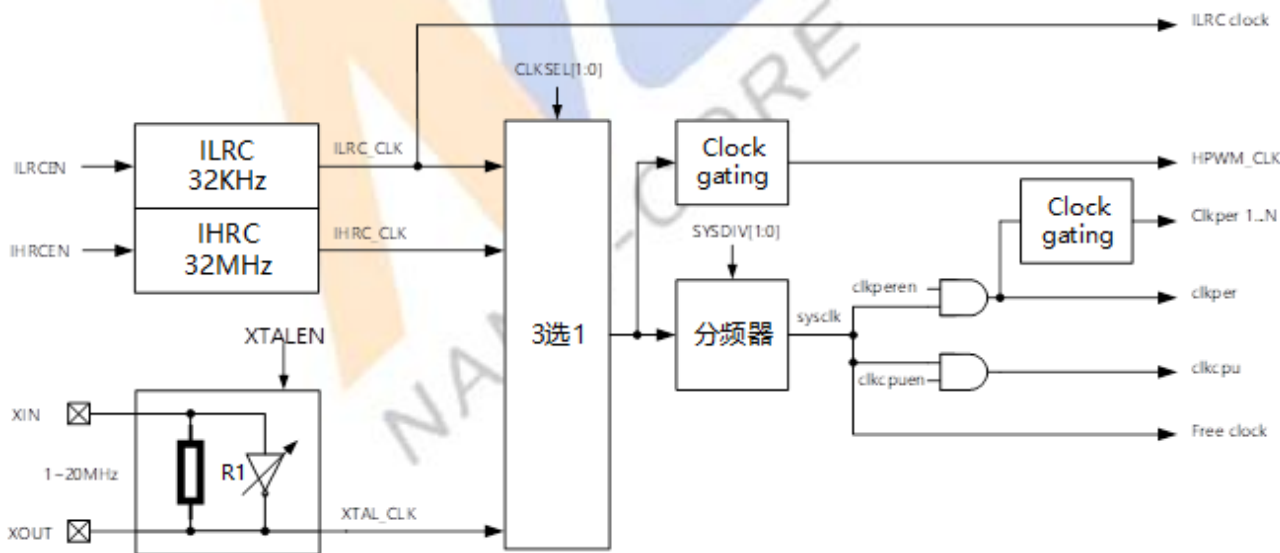 ILRC clock
CLKSEL[1:0]
ILRCEN
ILRC
32KHz
ILRC_CLK
Clock
gating
HPWM_CLK
IHRCEN
IHRC
32MHz
IHRC_CLK
SYSDIV[1:0]
Clock
gating
Clkper 1..N
clkperen
clkper
3选1
分频器
sysclk
XTALEN
clkcpuen
clkcpu
XIN
1~20MHz
R1
Free clock
XOUT
XTAL_CLK